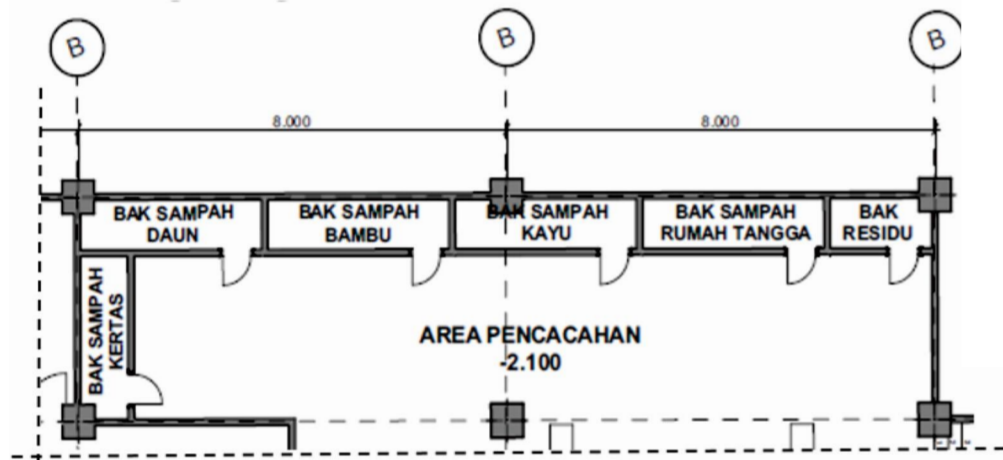 B
B
B
8.000
8.000
BAK SAMPAH
DAUN
BAK SAMPAH
BAMBU
BAK SAMPAH
KAYU
BAK SAMPAH
RUMAH TANGGA
BAK
RESIDU
BAK SAMPAH
KERTAS
AREA PENCACAHAN
-2.100